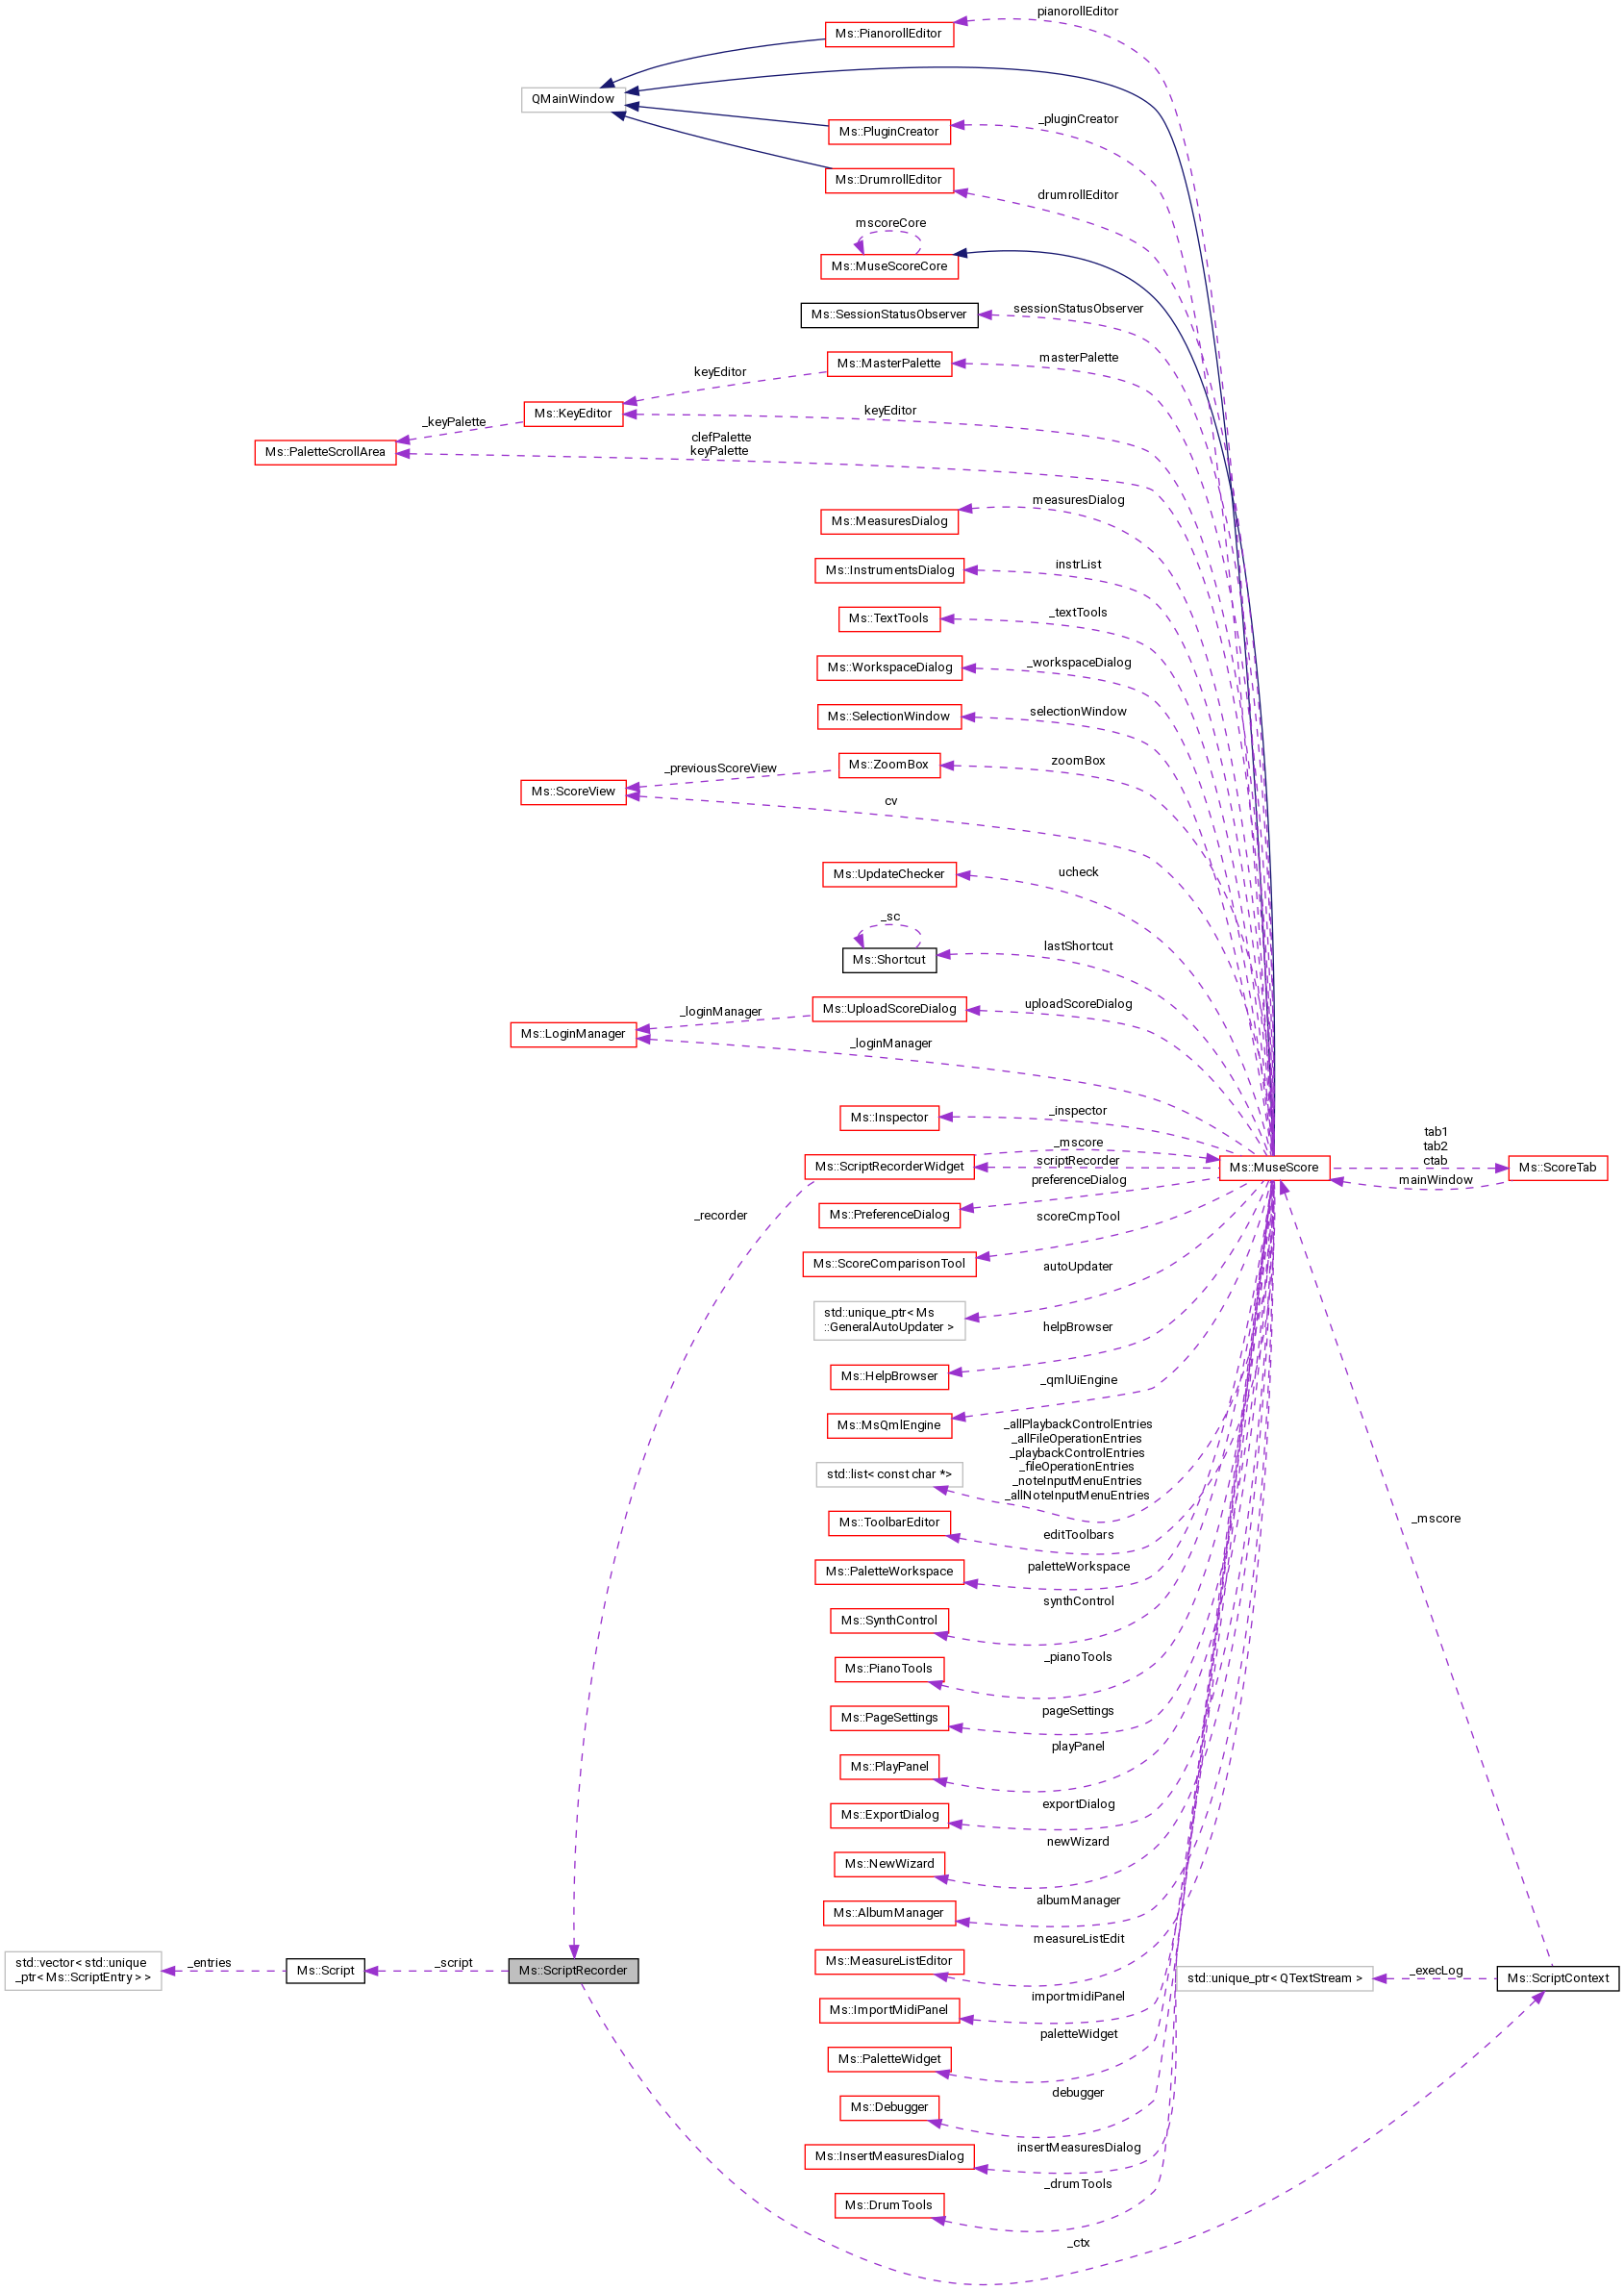 pianorollEditor
Ms::PianorollEditor
QMainWindow
_pluginCreator
Ms::PluginCreator
Ms::DrumrollEditor
drumrollEditor
mscoreCore
Ms::MuseScoreCore
sessionStatusObserver
Ms::SessionStatusObserver
masterPalette
Ms::MasterPalette
keyEditor
Ms::KeyEditor
keyEditor
_keyPalette
clefPalette
keyPalette
Ms::PaletteScrollArea
measuresDialog
Ms::MeasuresDialog
instrList
Ms::InstrumentsDialog
_textTools
Ms::TextTools
_workspaceDialog
Ms::WorkspaceDialog
selectionWindow
Ms::SelectionWindow
zoomBox
Ms::ZoomBox
_previousScoreView
Ms::ScoreView
cv
ucheck
Ms::UpdateChecker
_sc
lastShortcut
Ms::Shortcut
uploadScoreDialog
Ms::UploadScoreDialog
_loginManager
Ms::LoginManager
_loginManager
_inspector
Ms::Inspector
_mscore
scriptRecorder
Ms::ScriptRecorderWidget
Ms::MuseScore
tab1
tab2
ctab
mainWindow
Ms::ScoreTab
preferenceDialog
Ms::PreferenceDialog
_recorder
scoreCmpTool
Ms::ScoreComparisonTool
autoUpdater
std::unique_ptr< Ms
::GeneralAutoUpdater >
helpBrowser
Ms::HelpBrowser
_qmlUiEngine
Ms::MsQmlEngine
_allPlaybackControlEntries
_allFileOperationEntries
_playbackControlEntries
_fileOperationEntries
_noteInputMenuEntries
_allNoteInputMenuEntries
std::list< const char *>
_mscore
Ms::ToolbarEditor
editToolbars
Ms::PaletteWorkspace
paletteWorkspace
synthControl
Ms::SynthControl
_pianoTools
Ms::PianoTools
pageSettings
Ms::PageSettings
playPanel
Ms::PlayPanel
exportDialog
Ms::ExportDialog
newWizard
Ms::NewWizard
albumManager
Ms::AlbumManager
measureListEdit
Ms::MeasureListEditor
std::vector< std::unique
_ptr< Ms::ScriptEntry > >
_entries
Ms::Script
_script
Ms::ScriptRecorder
std::unique_ptr< QTextStream >
_execLog
Ms::ScriptContext
importmidiPanel
Ms::ImportMidiPanel
paletteWidget
Ms::PaletteWidget
debugger
Ms::Debugger
insertMeasuresDialog
Ms::InsertMeasuresDialog
_drumTools
Ms::DrumTools
_ctx